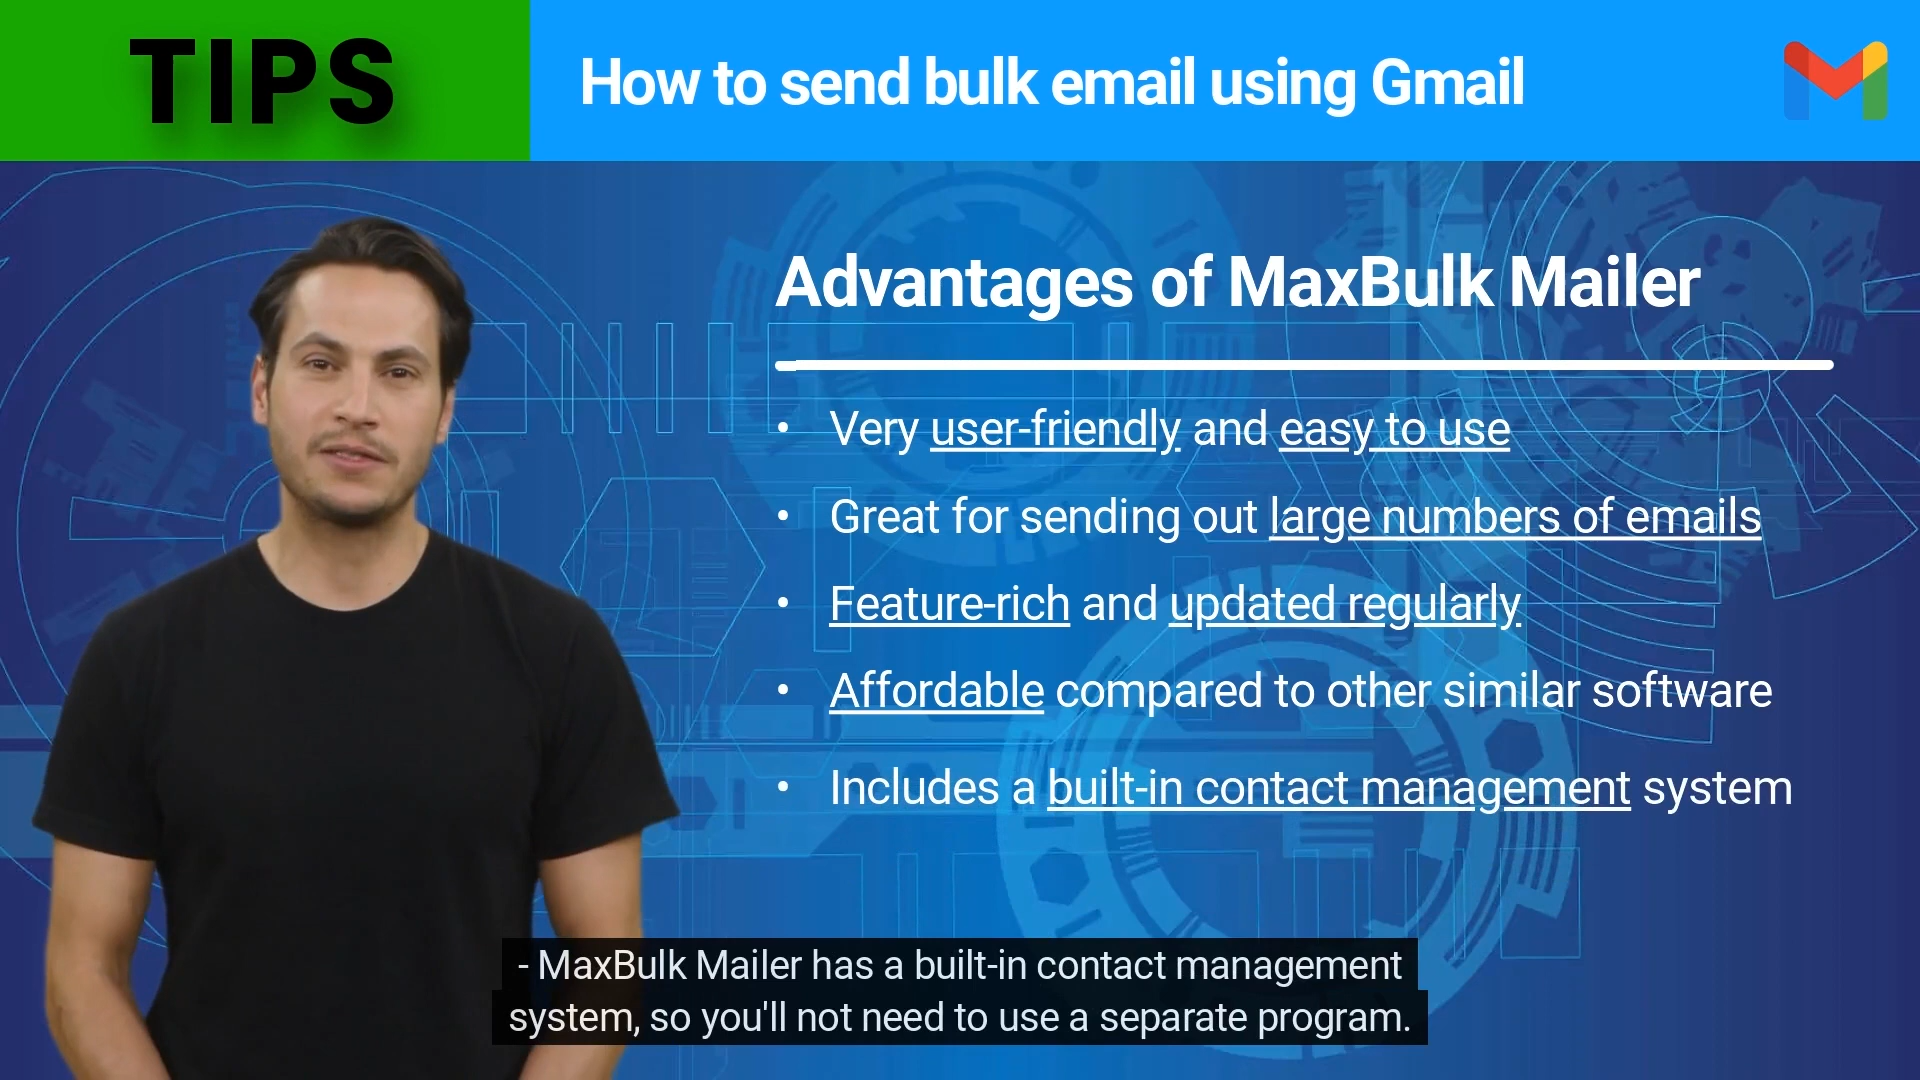 TIPS
How to send bulk email using Gmail
Advantages of MaxBulk Mailer
• Very user-friendly and easy to use
• Great for sending out large numbers of emails
• Feature-rich and updated regularly
• Affordable compared to other similar software
• Includes a built-in contact management system
- MaxBulk Mailer has a built-in contact management
system, so you'll not need to use a separate program.